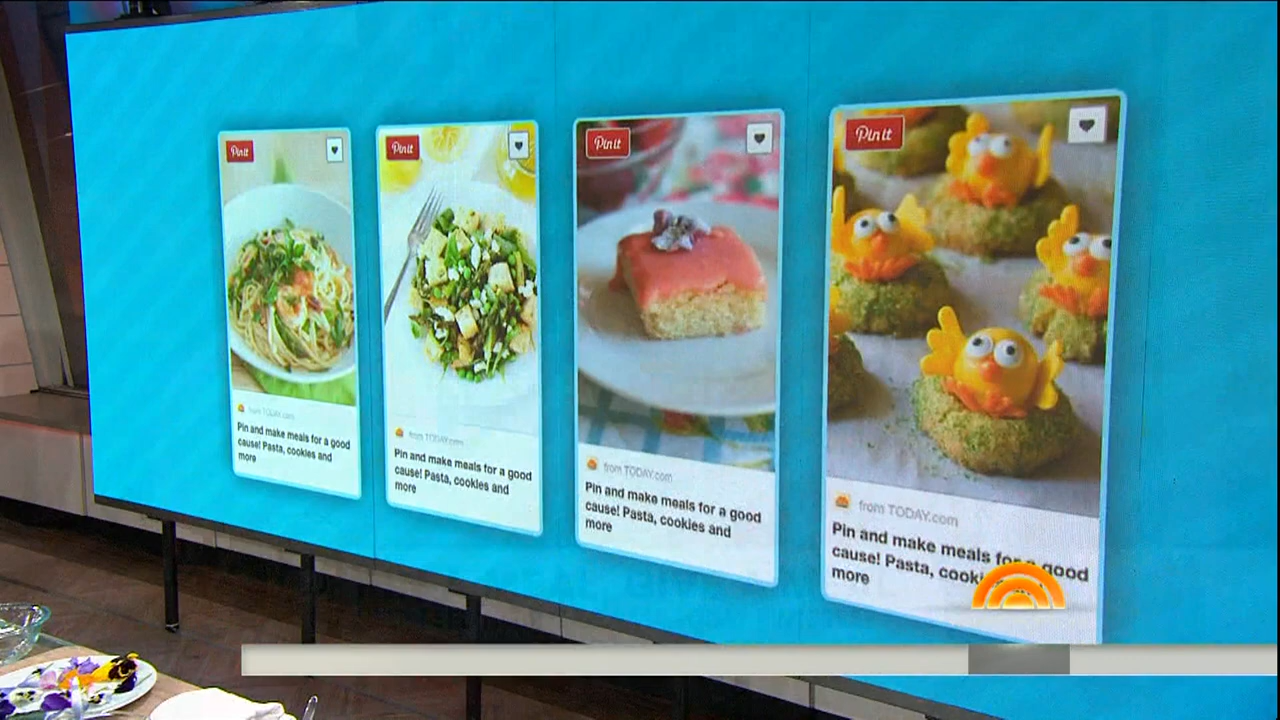 Pin it
from TODAY.com
Pin and make meals for a good
cause! Pasta, cookies and
more
Pin it
from TODAY.com
Pin and make meals for a good
cause! Pasta, cookies and
more
Pin it
from TODAY.com
Pin and make meals for a good
cause! Pasta, cookies and
more
Pin it
from TODAY.com
Pin and make meals for a good
cause! Pasta, cook
more